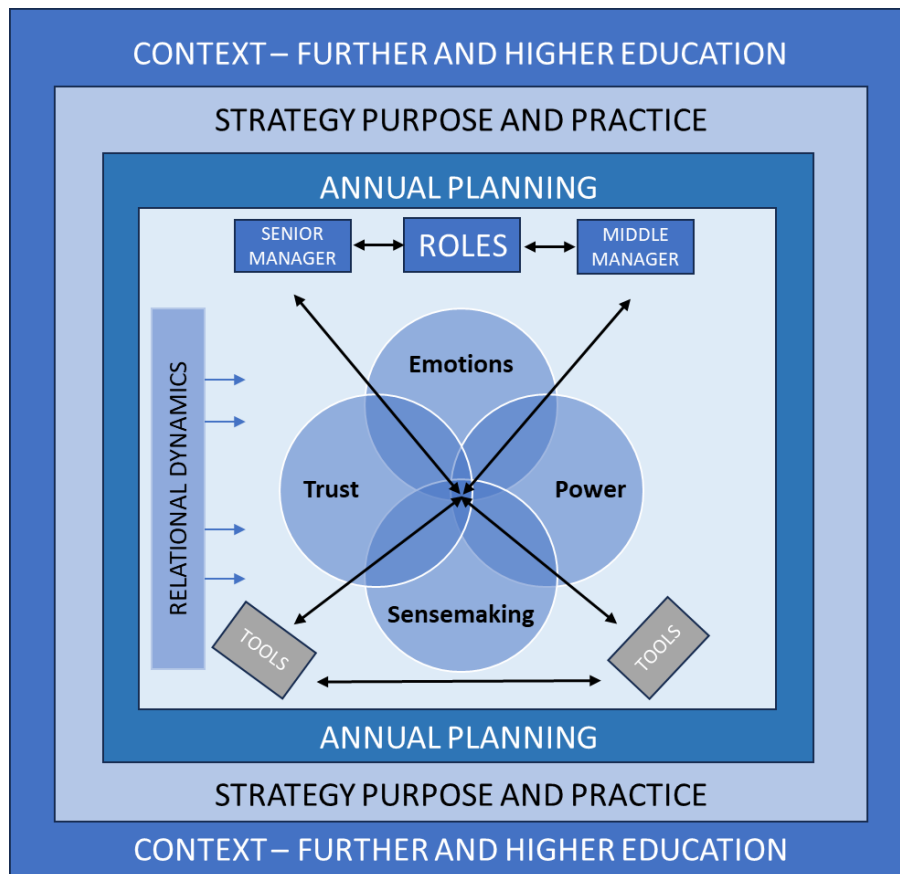 CONTEXT – FURTHER AND HIGHER EDUCATION
STRATEGY PURPOSE AND PRACTICE
ANNUAL PLANNING
SENIOR
MANAGER
ROLES
MIDDLE
MANAGER
RELATIONAL DYNAMICS
Emotions
Trust
Power
Sensemaking
TOOLS
TOOLS
ANNUAL PLANNING
STRATEGY PURPOSE AND PRACTICE
CONTEXT – FURTHER AND HIGHER EDUCATION